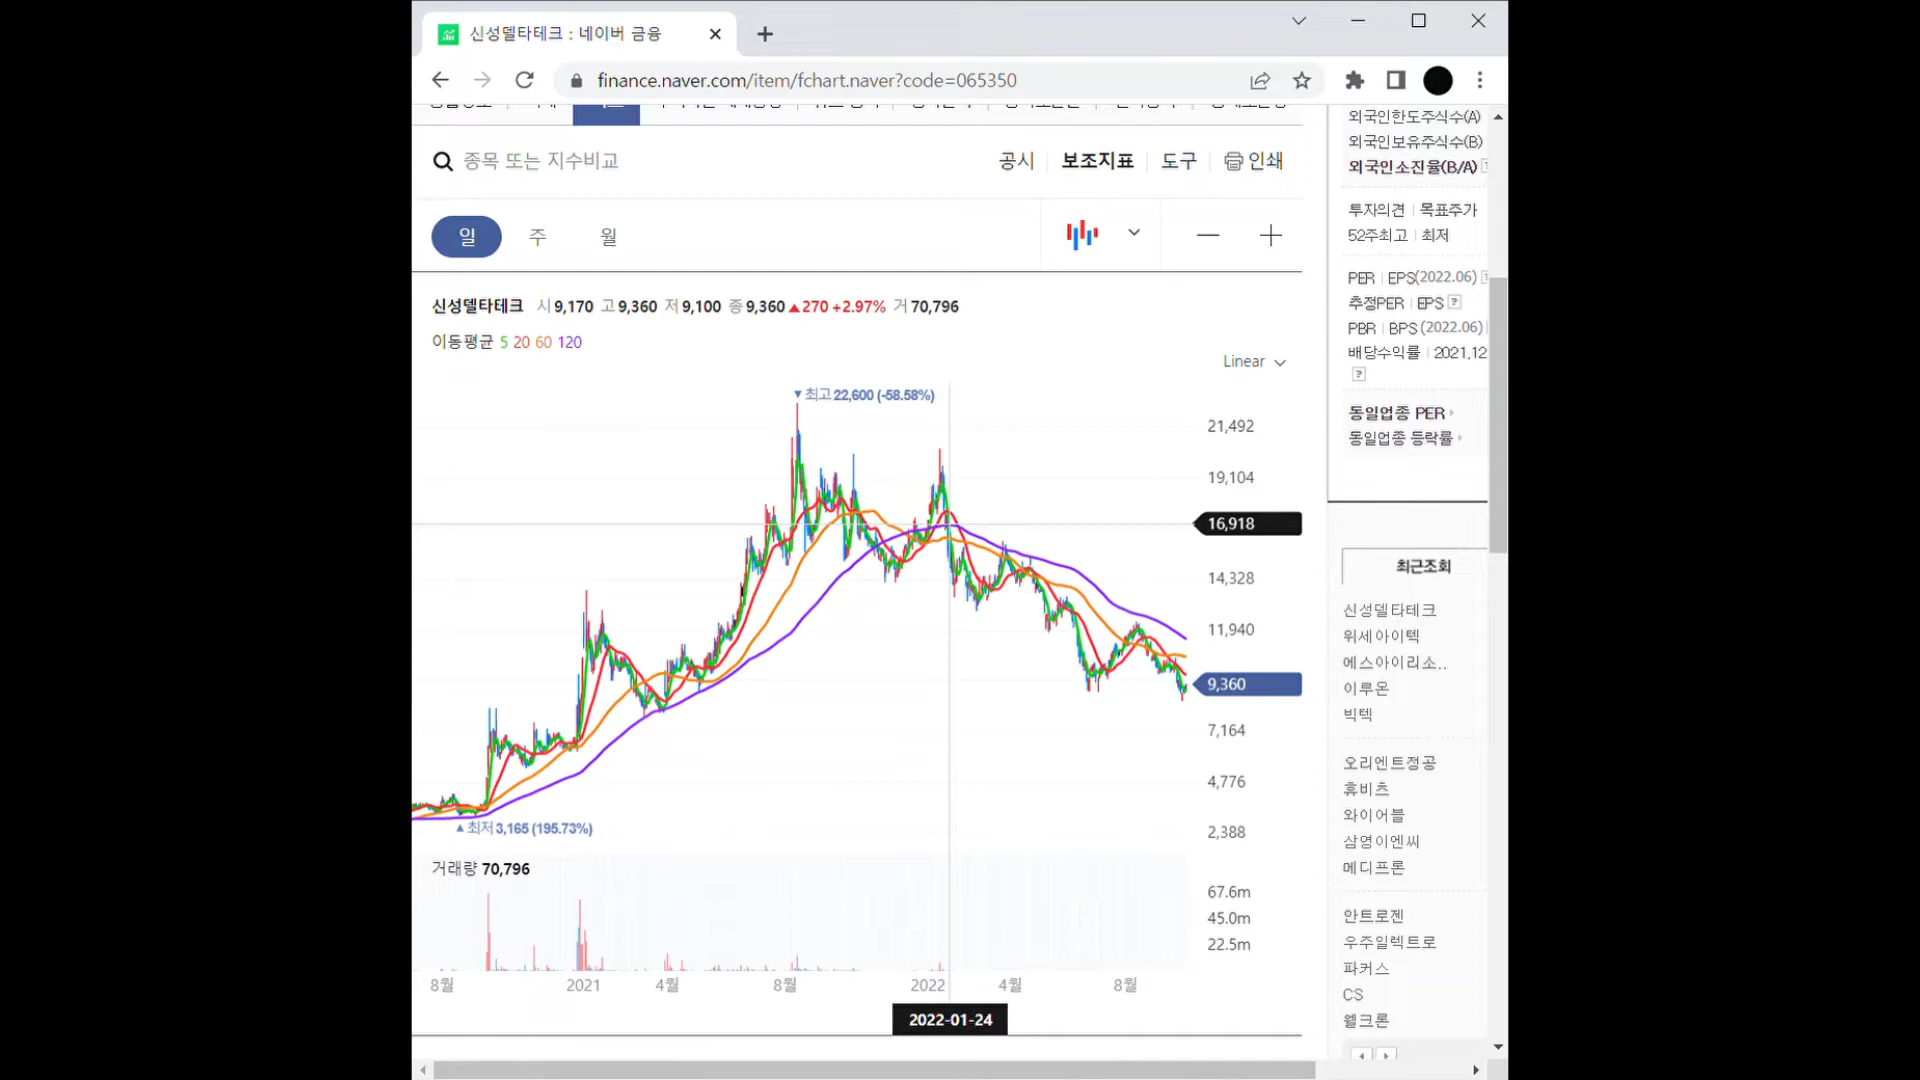 신성델타테크 : 네이버 금융
finance.naver.com/item/fchart.naver?code=065350
종목 또는 지수비교
공시 보조지표 도구 인쇄
일 주 월
신성델타테크 시 9,170 고 9,360 저 9,100 종 9,360 ▲270 +2.97% 거 70,796
이동평균 5 20 60 120
Linear
▼최고 22,600 (-58.58%)
21,492
19,104
16,918
14,328
11,940
9,360
7,164
4,776
2,388
▲최저 3,165 (195.73%)
거래량 70,796
67.6m
45.0m
22.5m
8월 2021 4월 8월 2022 4월 8월
2022-01-24
외국인한도주식수(A)
외국인보유주식수(B)
외국인소진율(B/A) ?
투자의견 | 목표주가
52주최고 | 최저
PER | EPS(2022.06) ?
추정PER | EPS ?
PBR | BPS (2022.06)
배당수익률 | 2021.12
?
동일업종 PER
동일업종 등락률
최근조회
신성델타테크
위세아이텍
에스아이리소..
이루온
빅텍
오리엔트정공
휴비츠
와이어블
삼영이엔씨
메디프론
안트로젠
우주일렉트로
파커스
CS
웰크론